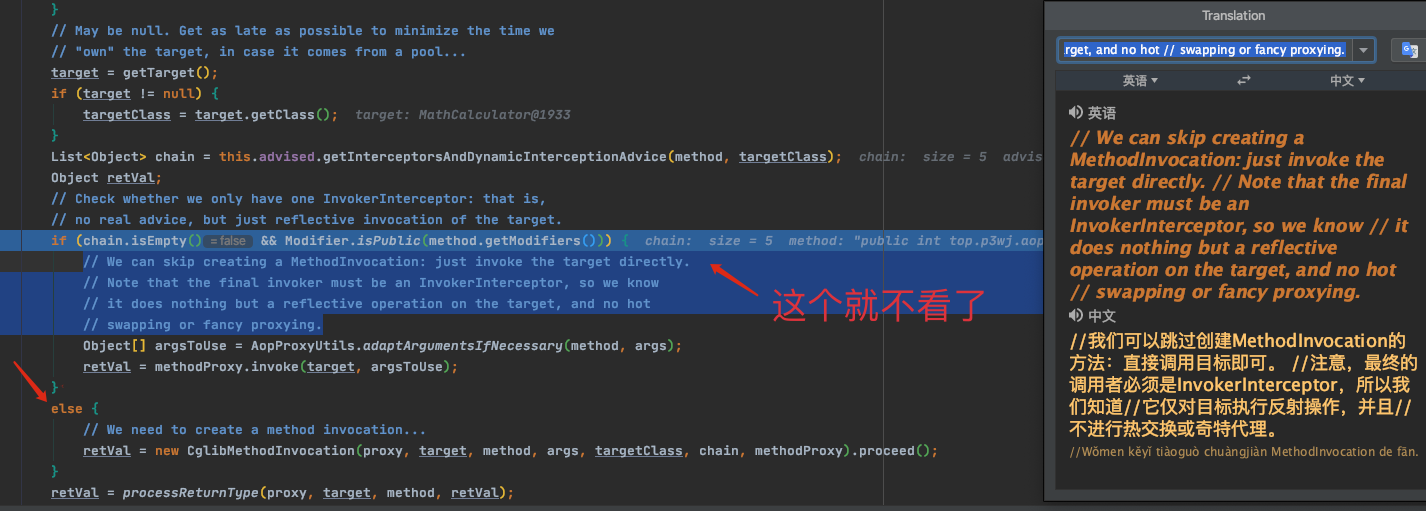 }
// May be null. Get as late as possible to minimize the time we
// "own" the target, in case it comes from a pool...
target = getTarget();
if (target != null) {
targetClass = target.getClass(); target: MathCalculator@1933
}
List<Object> chain = this.advised.getInterceptorsAndDynamicInterceptionAdvice(method, targetClass); chain: size = 5 advis
Object retVal;
// Check whether we only have one InvokerInterceptor: that is,
// no real advice, but just reflective invocation of the target.
if (chain.isEmpty() = false && Modifier.isPublic(method.getModifiers())) { chain: size = 5 method: "public int top.p3wj.aop
// We can skip creating a MethodInvocation: just invoke the target directly.
// Note that the final invoker must be an InvokerInterceptor, so we know
// it does nothing but a reflective operation on the target, and no hot
// swapping or fancy proxying.
这个就不看了
Object[] argsToUse = AopProxyUtils.adaptArgumentsIfNecessary(method, args);
retVal = methodProxy.invoke(target, argsToUse);
}
else {
// We need to create a method invocation...
retVal = new CglibMethodInvocation(proxy, target, method, args, targetClass, chain, methodProxy).proceed();
}
retVal = processReturnType(proxy, target, method, retVal);
Translation
rget, and no hot // swapping or fancy proxying.
英语
中文
英语
// We can skip creating a
MethodInvocation: just invoke the
target directly. // Note that the final
invoker must be an
InvokerInterceptor, so we know // it
does nothing but a reflective
operation on the target, and no hot
// swapping or fancy proxying.
中文
//我们可以跳过创建MethodInvocation的
方法：直接调用目标即可。 //注意，最终的
调用者必须是InvokerInterceptor，所以我
们知道//它仅对目标执行反射操作，并且//
不进行热交换或奇特代理。
//Wǒmen kěyǐ tiàoguò chuàngjiàn MethodInvocation de fān.